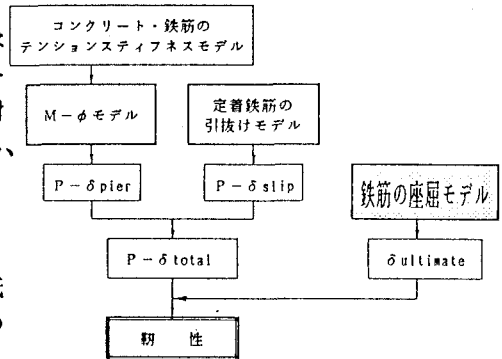 コンクリート・鉄筋の
テンションスティフネスモデル
M－φモデル
定着鉄筋の
引抜けモデル
P－δpier
P－δslip
鉄筋の座屈モデル
P－δtotal
δultimate
靭　性